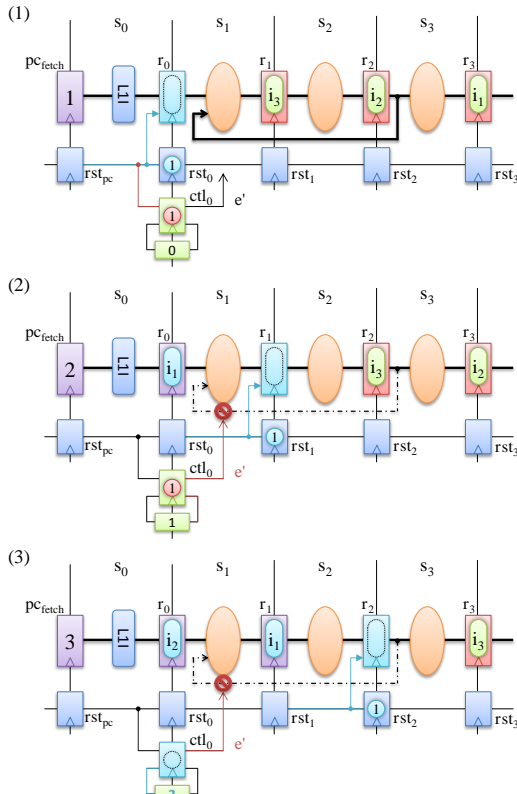 (1)
s0 s1 s2 s3
pcfetch r0 r1 r2 r3
1 L1I i3 i2 i1
1
rstpc rst0 rst1 rst2 rst3
ctl0
1 e'
0
(2)
s0 s1 s2 s3
pcfetch r0 r1 r2 r3
2 L1I i1 i3 i2
rstpc rst0 1 rst1 rst2 rst3
ctl0
1 e'
1
(3)
s0 s1 s2 s3
pcfetch r0 r1 r2 r3
3 L1I i2 i1 i3
rstpc rst0 rst1 1 rst2 rst3
ctl0
e'